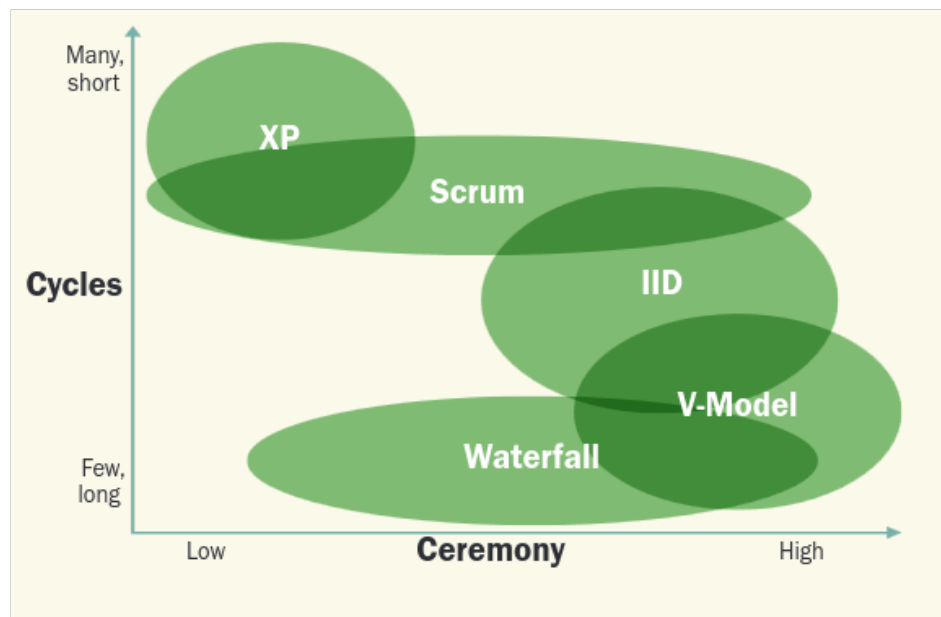 Many,
short
XP
Scrum
Cycles
IID
V-Model
Waterfall
Few,
long
Low
Ceremony
High